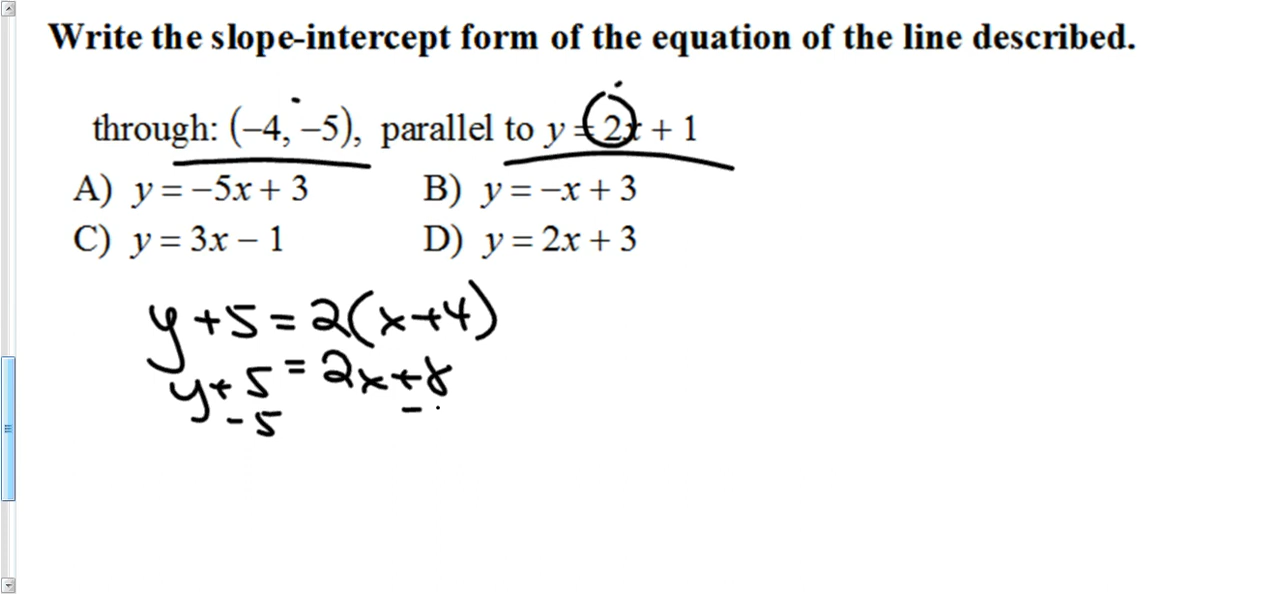 Write the slope-intercept form of the equation of the line described.
through: (–4, –5), parallel to y = 2x + 1
A) y = –5x + 3 B) y = –x + 3
C) y = 3x – 1 D) y = 2x + 3
y + 5 = 2(x + 4)
y + 5 = 2x + 8
- 5 -